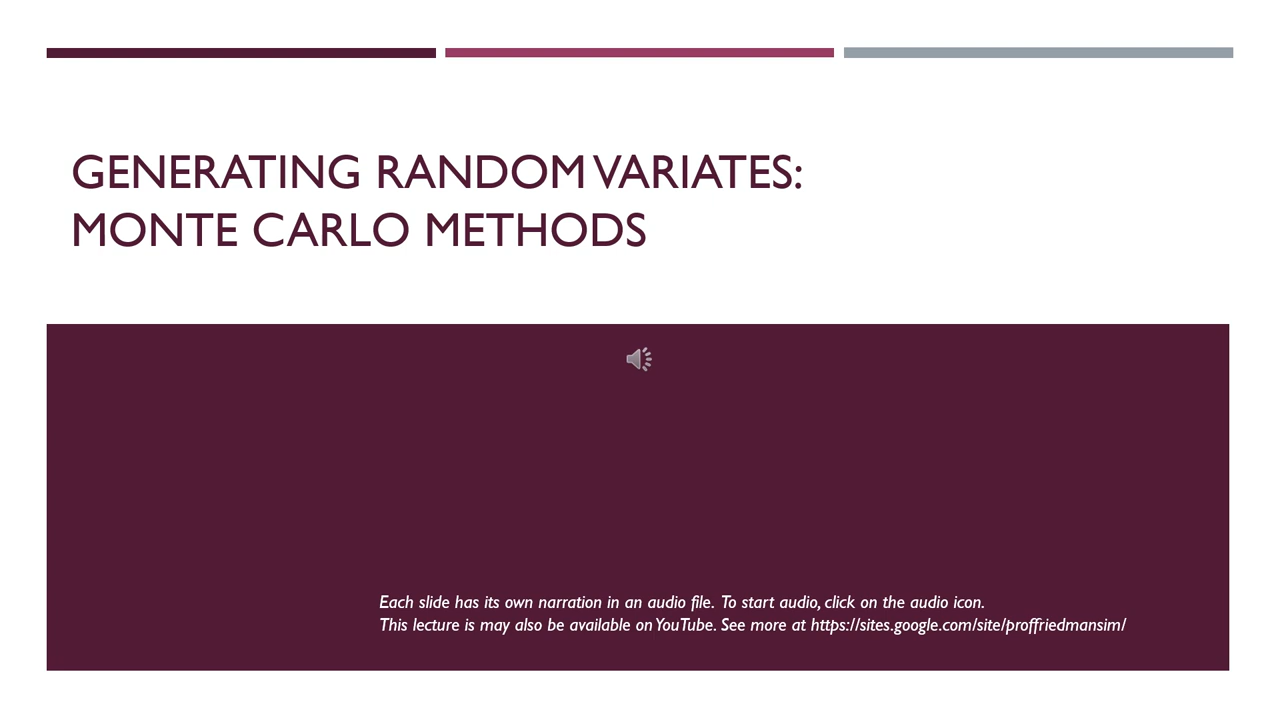 GENERATING RANDOM VARIATES:
MONTE CARLO METHODS
Each slide has its own narration in an audio file. To start audio, click on the audio icon.
This lecture is may also be available on YouTube. See more at https://sites.google.com/site/proffriedmansim/